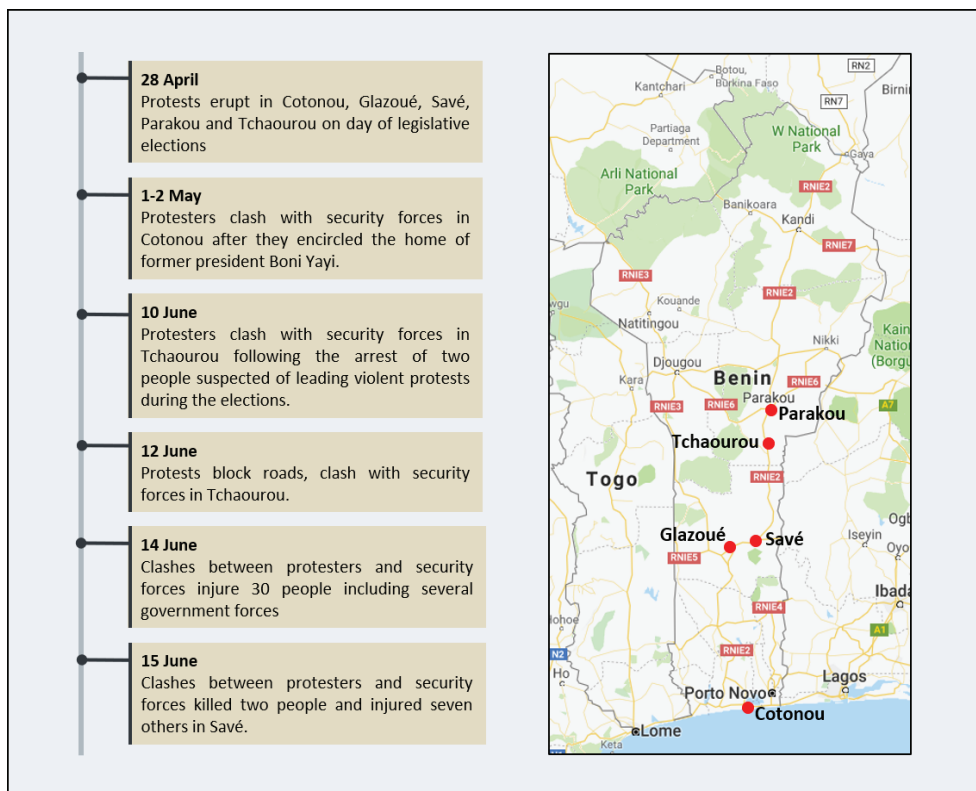 28 April
Protests erupt in Cotonou, Glazoué, Savé,
Parakou and Tchaourou on day of legislative
elections
1-2 May
Protesters clash with security forces in
Cotonou after they encircled the home of
former president Boni Yayi.
10 June
Protesters clash with security forces in
Tchaourou following the arrest of two
people suspected of leading violent protests
during the elections.
12 June
Protests block roads, clash with security
forces in Tchaourou.
14 June
Clashes between protesters and security
forces injure 30 people including several
government forces
15 June
Clashes between protesters and security
forces killed two people and injured seven
others in Savé.
RN2
Botou,
Burkina Faso
Kantchari
Birni
RN7
Partiaga
Department
W National
Park
Gaya
Arli National
Park
RNIE2
Banikoara
Kandi
RNIE7
RNIE3
RNIE2
wgu
Kouande
Natitingou
Kain
Natio
(Borgu
Nikki
Djougou
Kara
Benin
RNIE6
Parakou
RNIE3
RNIE6
A7
Parakou
Tchaourou
RNIE2
Togo
Ogb
Glazoué
Savé
Iseyin
Oyo
RNIE5
Ibada
RNIE4
Hohoe
A1
RNIE2
N2
Ho
Lagos
Porto Novo
Cotonou
Lome
Keta